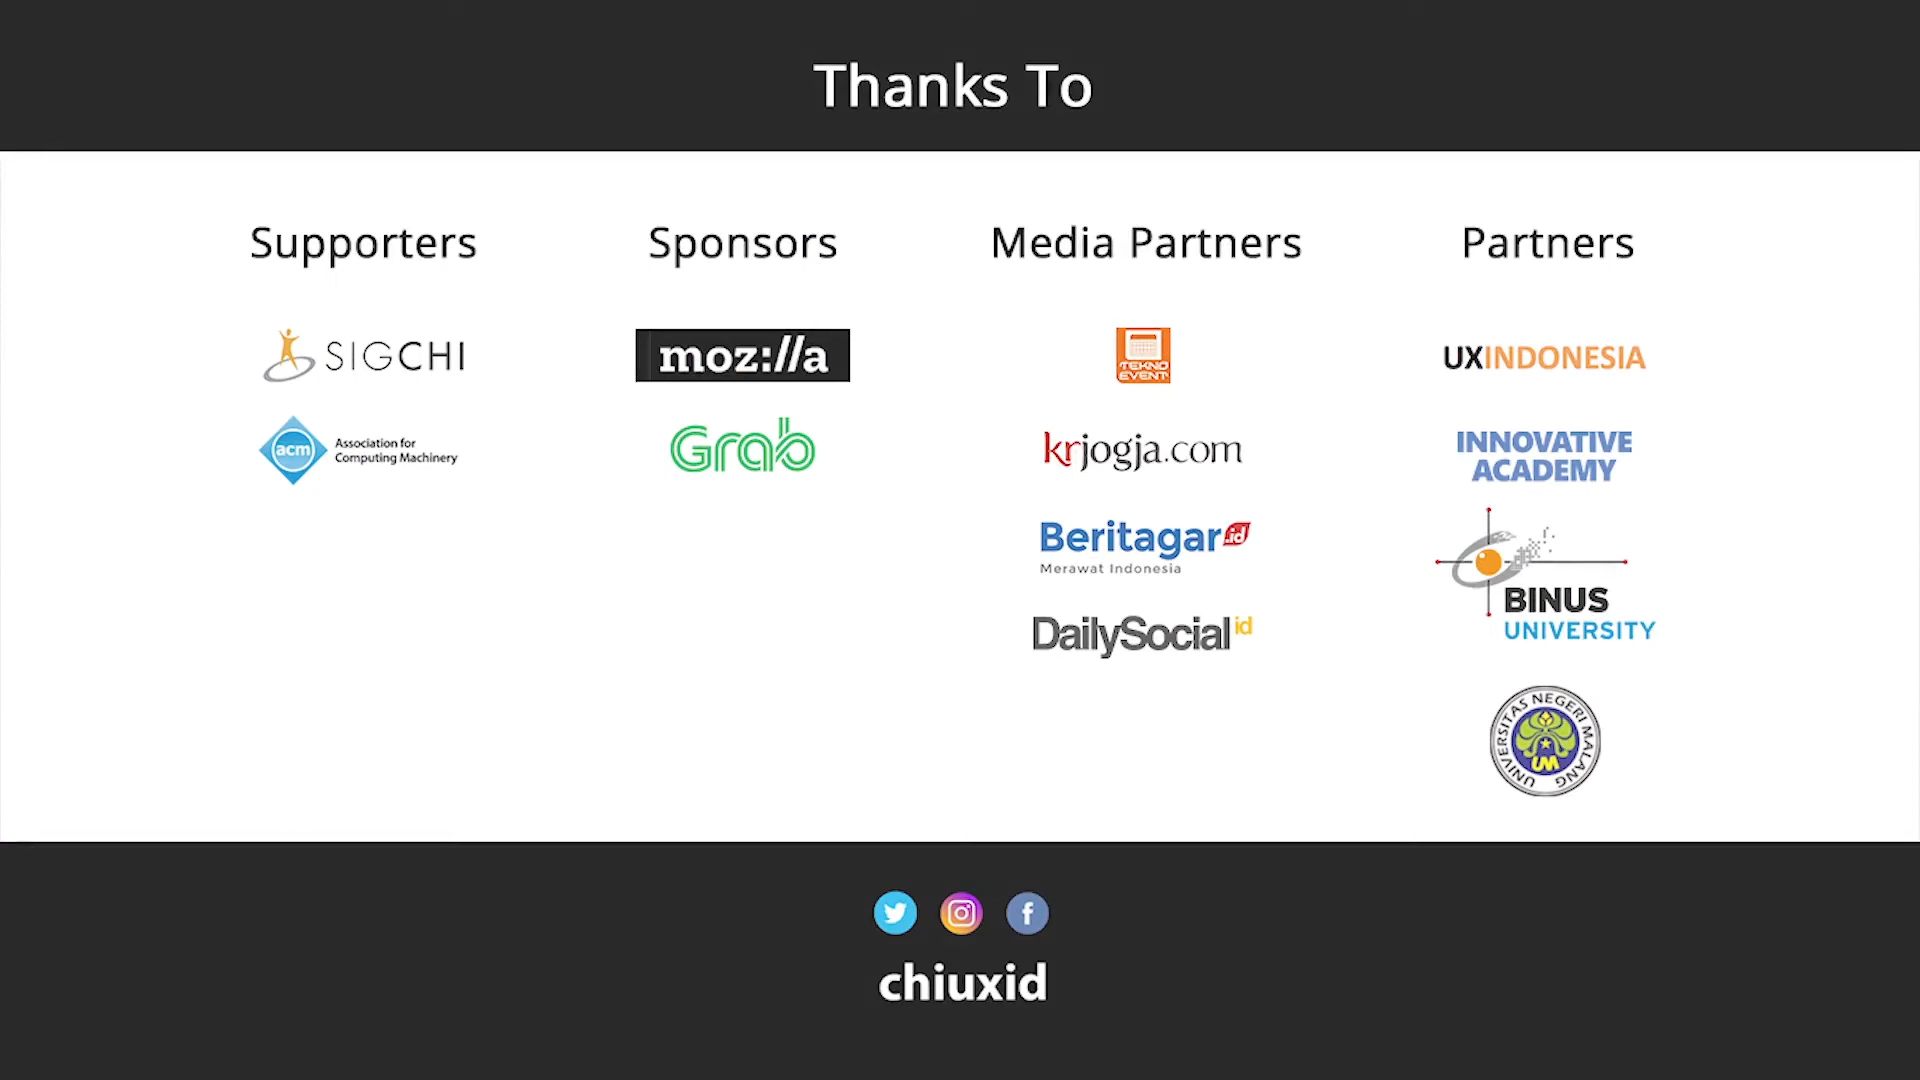 Thanks To
Supporters
SIGCHI
acm
Association for
Computing Machinery
Sponsors
moz://a
Grab
Media Partners
TEKNO
EVENT
krjogja.com
Beritagar.id
Merawat Indonesia
DailySocial id
Partners
UXINDONESIA
INNOVATIVE
ACADEMY
BINUS
UNIVERSITY
UNIVERSITAS NEGERI MALANG
UM
chiuxid